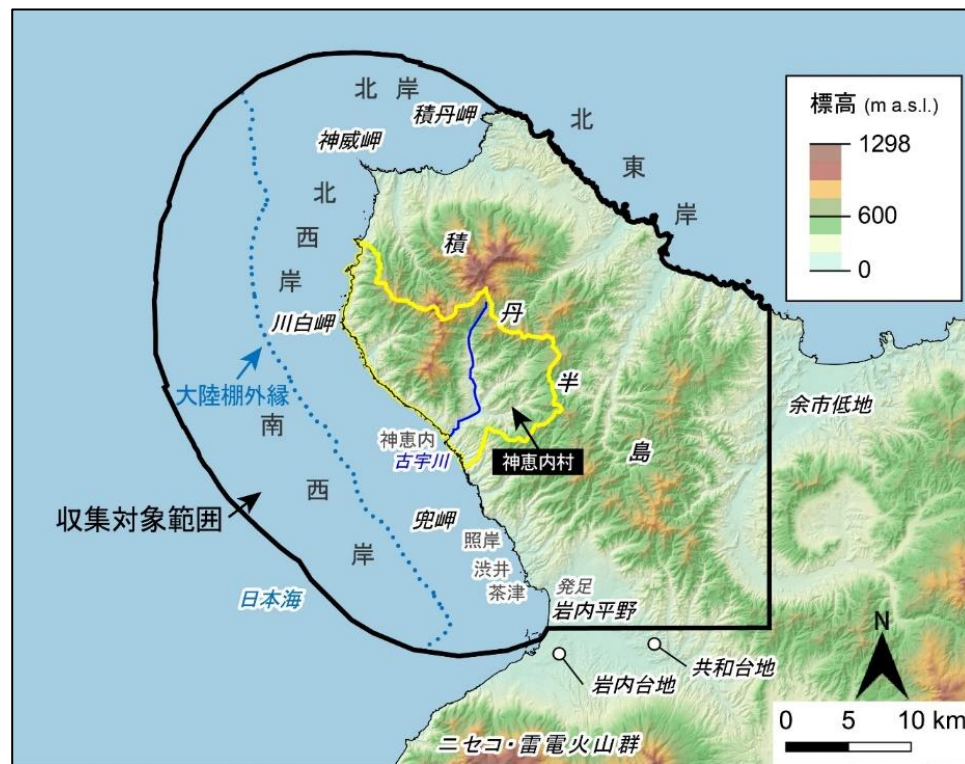 北岸
積丹岬
神威岬
北東岸
標高 (m a.s.l.)
1298
600
0
北西岸
積丹半島
川白岬
大陸棚外縁
余市低地
南西岸
神恵内
古宇川
神恵内村
収集対象範囲
兜岬
照岸
渋井
茶津
発足
岩内平野
日本海
N
共和台地
岩内台地
0 5 10 km
ニセコ・雷電火山群